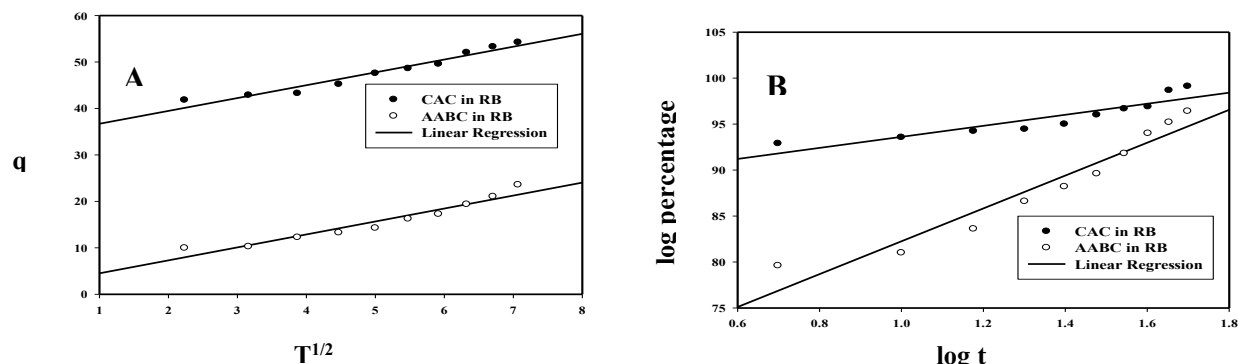 60
50
40
30
20
10
0
q
A
CAC in RB
AABC in RB
Linear Regression
1 2 3 4 5 6 7 8
T^1/2
105
100
95
90
85
80
75
log percentage
B
CAC in RB
AABC in RB
Linear Regression
0.6 0.8 1.0 1.2 1.4 1.6 1.8
log t